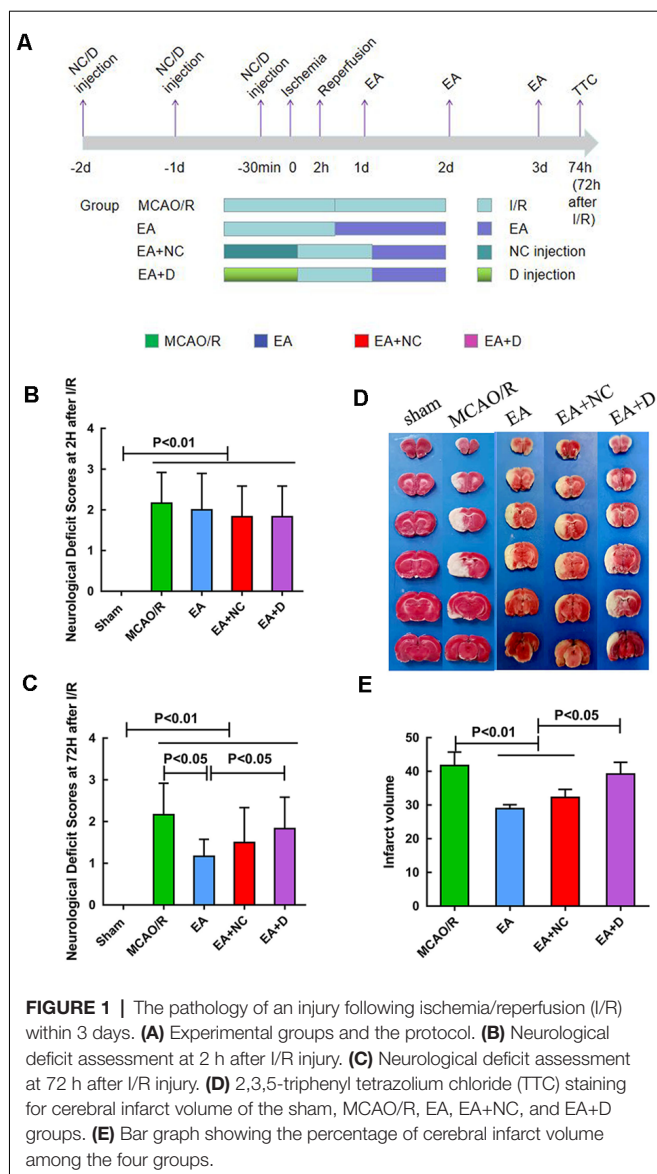 A
NC/D injection
NC/D injection
NC/D injection
Ischemia
Reperfusion
EA
EA
EA
TTC
-2d
-1d
-30min
0
2h
1d
2d
3d
74h
(72h
after
I/R)
Group
MCAO/R
I/R
EA
EA
EA+NC
NC injection
EA+D
D injection
MCAO/R
EA
EA+NC
EA+D
B
Neurological Deficit Scores at 2H after I/R
4
3
2
1
0
P<0.01
Sham
MCAO/R
EA
EA+NC
EA+D
C
Neurological Deficit Scores at 72H after I/R
4
3
2
1
0
P<0.01
P<0.05
P<0.05
Sham
MCAO/R
EA
EA+NC
EA+D
D
sham
MCAO/R
EA
EA+NC
EA+D
E
Infarct volume
50
40
30
20
10
0
P<0.01
P<0.05
MCAO/R
EA
EA+NC
EA+D
FIGURE 1 | The pathology of an injury following ischemia/reperfusion (I/R)
within 3 days. (A) Experimental groups and the protocol. (B) Neurological
deficit assessment at 2 h after I/R injury. (C) Neurological deficit assessment
at 72 h after I/R injury. (D) 2,3,5-triphenyl tetrazolium chloride (TTC) staining
for cerebral infarct volume of the sham, MCAO/R, EA, EA+NC, and EA+D
groups. (E) Bar graph showing the percentage of cerebral infarct volume
among the four groups.